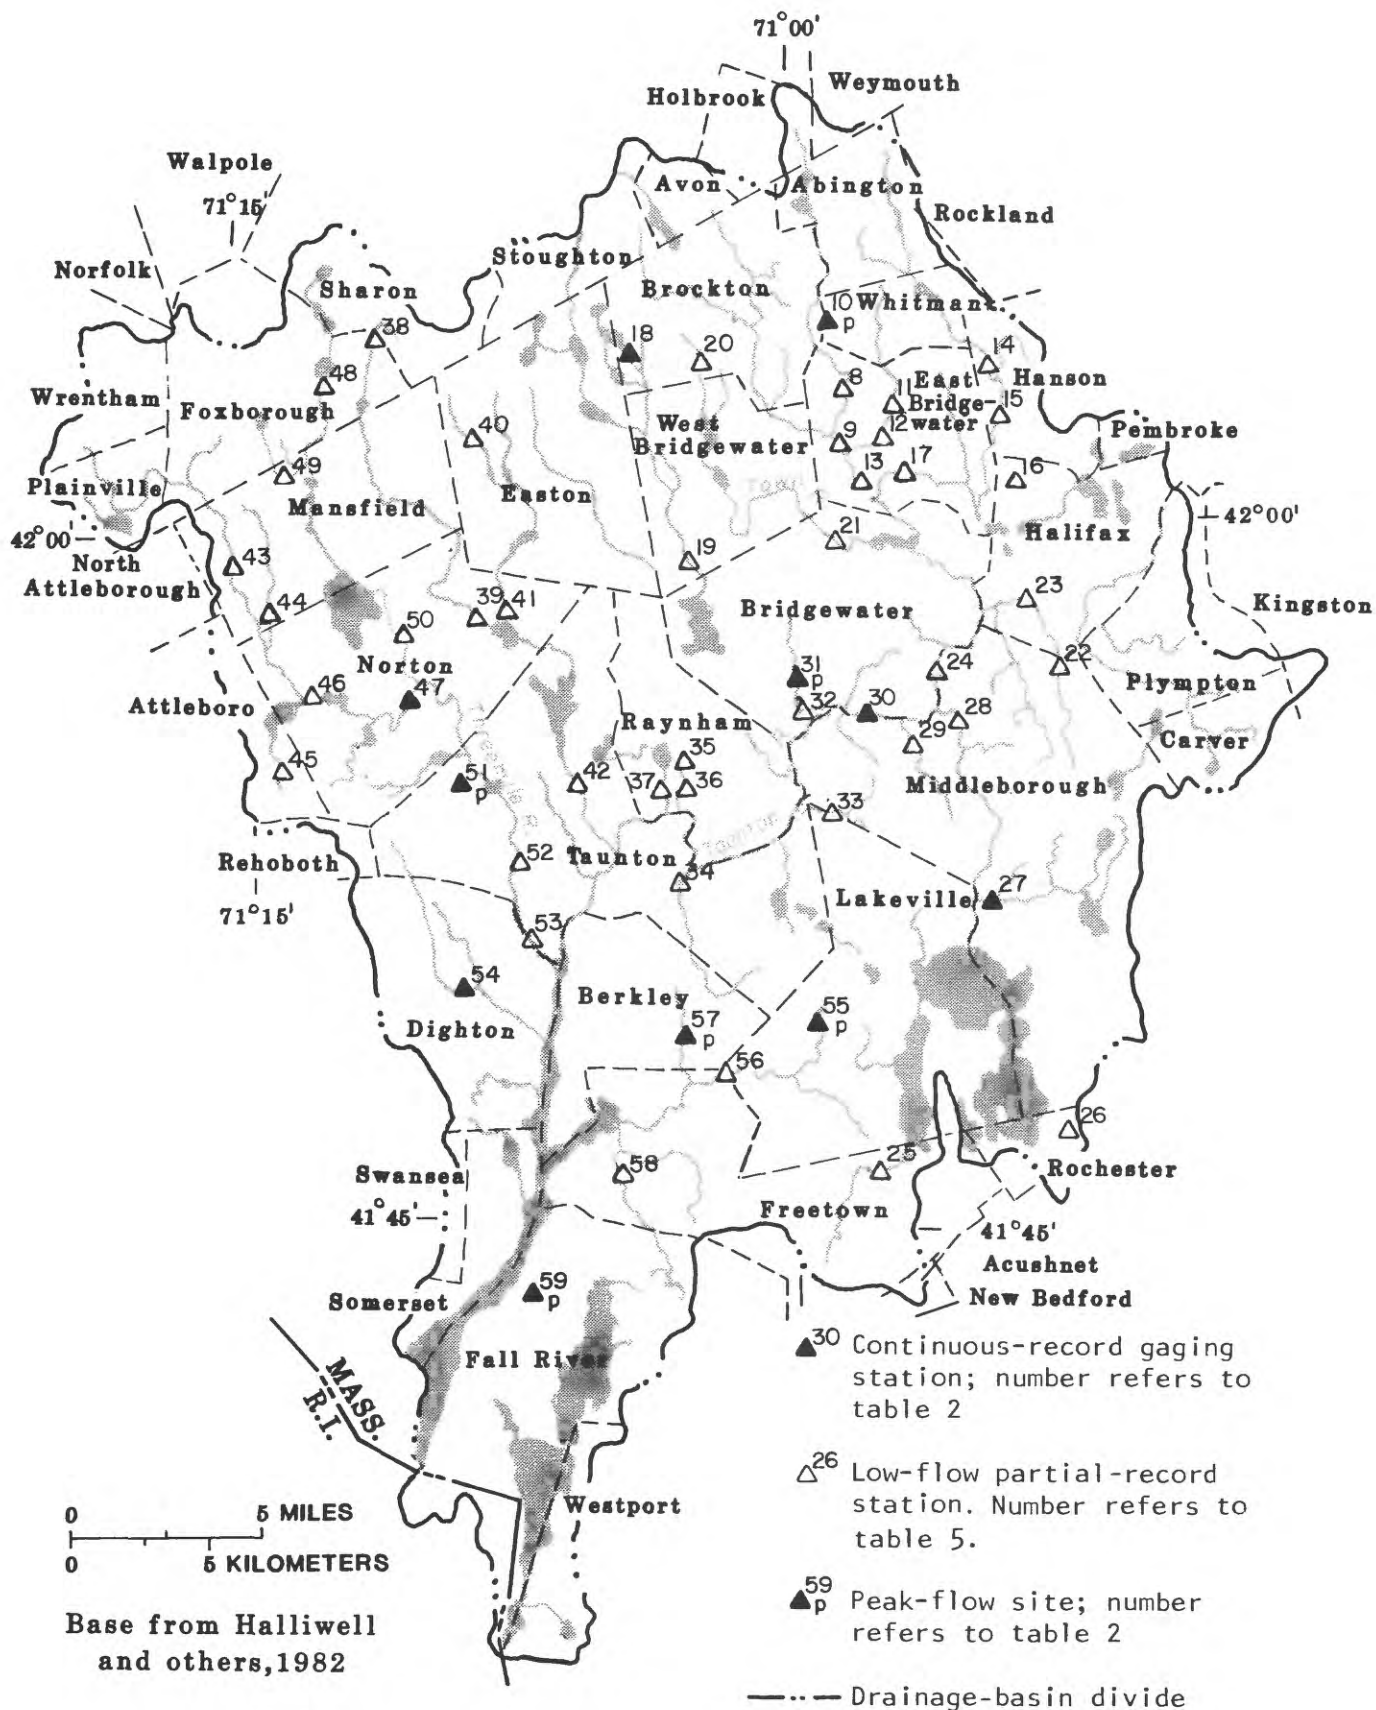 71°00'
Weymouth
Holbrook
Walpole
71°15'
Avon
Abington
Rockland
Norfolk
Stoughton
Sharon
Brockton
Whitman
10
p
38
18
20
14
48
8
11
East
Hanson
Wrentham
Foxborough
Bridge-
15
water
40
West
Bridgewater
9
12
Pembroke
49
13
17
16
Plainville
Mansfield
Easton
Town
42°00'
42°00'
21
Halifax
North
Attleborough
43
19
44
39
41
23
Bridgewater
Kingston
50
Norton
31
p
24
22
46
47
Plympton
Attleboro
32
30
28
Raynham
29
Carver
35
45
51
p
42
37
36
Middleborough
33
Taunton
Rehoboth
52
Taunton
34
71°15'
Lakeville
27
53
54
Berkley
Dighton
57
p
55
p
56
26
25
58
Swansea
Rochester
Freetown
41°45'
41°45'
Acushnet
59
p
Somerset
New Bedford
Fall River
MASS.
R.I.
Westport
30 Continuous-record gaging
station; number refers to
table 2
26 Low-flow partial-record
station. Number refers to
table 5.
59
p Peak-flow site; number
refers to table 2
Drainage-basin divide
0 5 MILES
0 5 KILOMETERS
Base from Halliwell
and others,1982